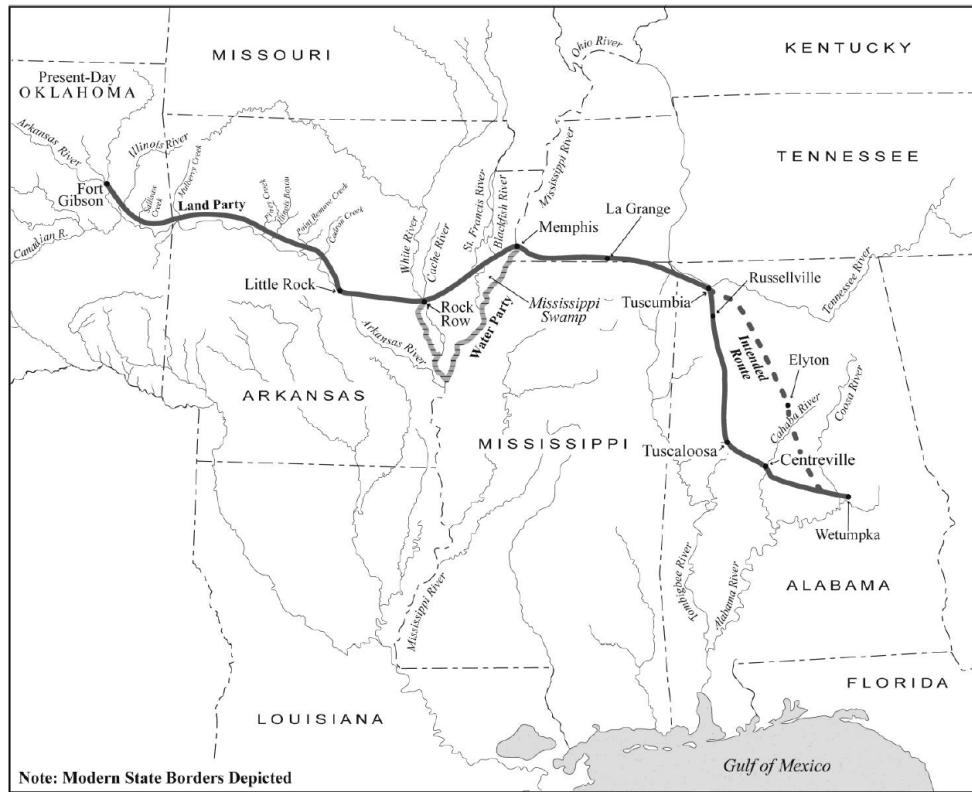 MISSOURI
Ohio River
KENTUCKY
Present-Day
OKLAHOMA
Arkansas River
Illinois River
Mulberry Creek
Mississippi River
TENNESSEE
Fort
Gibson
Sallisaw
Creek
Land Party
Piney Creek
Illinois Bayou
Point Remove Creek
Cadron Creek
White River
Cache River
St. Francis River
Blackfish River
Canadian R.
Memphis
La Grange
Little Rock
Rock
Row
Mississippi
Swamp
Water Party
Tuscumbia
Russellville
Tennessee River
Arkansas River
Intended
Route
Elyton
Cahaba River
Coosa River
ARKANSAS
MISSISSIPPI
Tuscaloosa
Centreville
Wetumpka
Tombigbee River
Alabama River
ALABAMA
Mississippi River
LOUISIANA
FLORIDA
Note: Modern State Borders Depicted
Gulf of Mexico